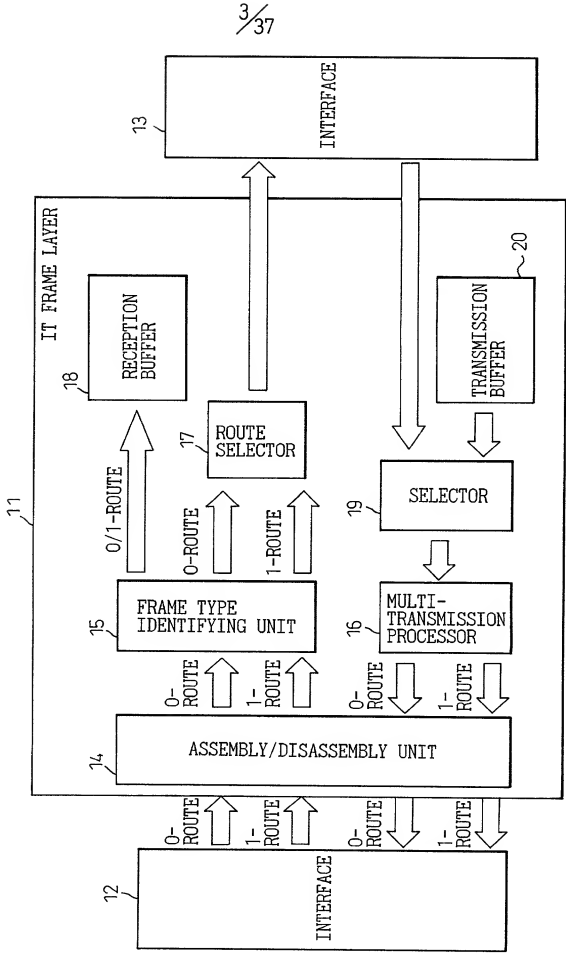 3/37
11
IT FRAME LAYER
12
INTERFACE
0-
ROUTE
1-
ROUTE
0-
ROUTE
1-
ROUTE
14
ASSEMBLY/DISASSEMBLY UNIT
0-
ROUTE
1-
ROUTE
0-
ROUTE
1-
ROUTE
15
FRAME TYPE
IDENTIFYING UNIT
16
MULTI-
TRANSMISSION
PROCESSOR
0/1-ROUTE
0-ROUTE
1-ROUTE
17
ROUTE
SELECTOR
18
RECEPTION
BUFFER
19
SELECTOR
20
TRANSMISSION
BUFFER
13
INTERFACE